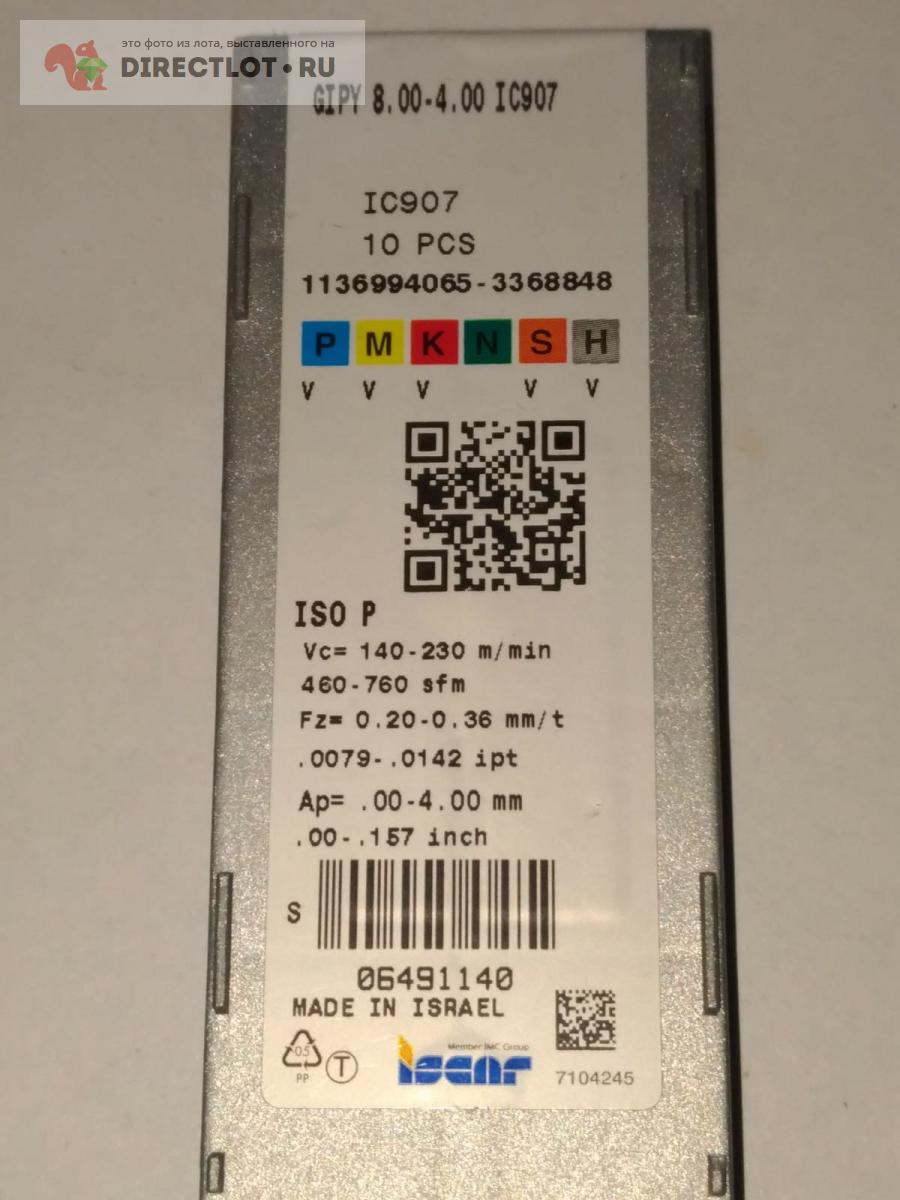 это фото из лота, выставленного на
DIRECTLOT.RU
GIPY 8.00-4.00 IC907
IC907
10 PCS
1136994065-3368848
P M K N S H
V V V V V
ISO P
Vc= 140-230 m/min
460-760 sfm
Fz= 0.20-0.36 mm/t
.0079-.0142 ipt
Ap= .00-4.00 mm
.00-.157 inch
S
06491140
MADE IN ISRAEL
05
PP
T
Member IMC Group
iscar
7104245